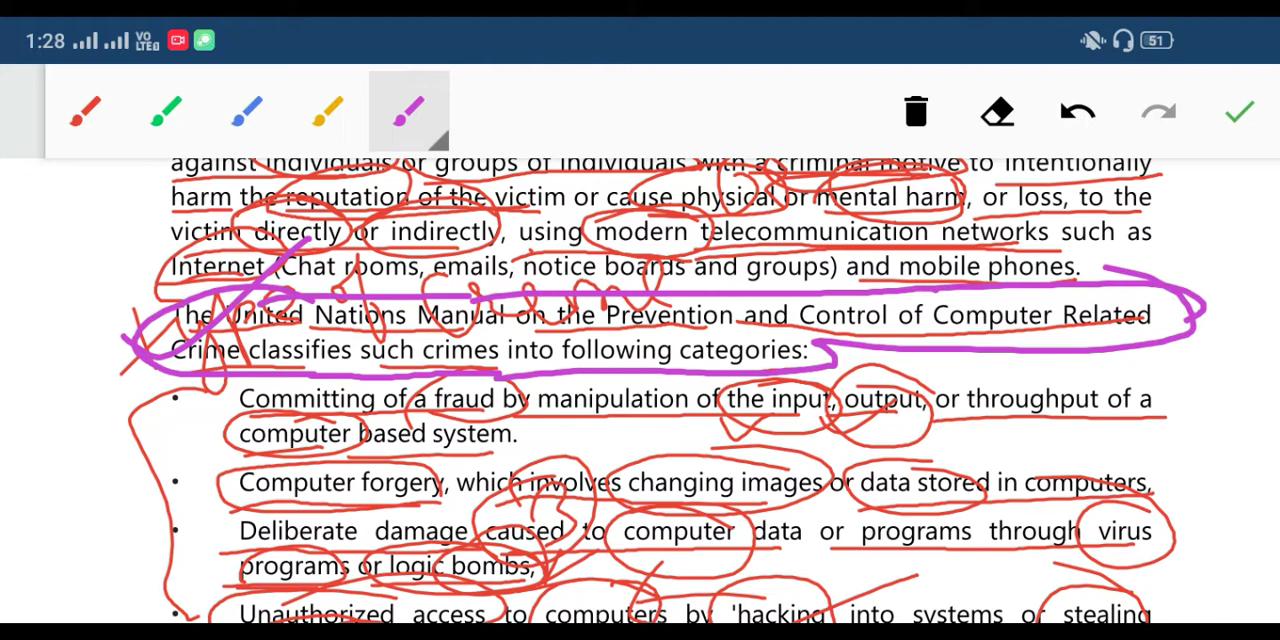 1:28 VO LTE 51
against individuals or groups of individuals with a criminal motive to intentionally
harm the reputation of the victim or cause physical or mental harm, or loss, to the
victim directly or indirectly, using modern telecommunication networks such as
Internet (Chat rooms, emails, notice boards and groups) and mobile phones.
The United Nations Manual on the Prevention and Control of Computer Related
Crime classifies such crimes into following categories:
• Committing of a fraud by manipulation of the input, output, or throughput of a
computer based system.
• Computer forgery, which involves changing images or data stored in computors,
• Deliberate damage caused to computer data or programs through virus
programs or logic bombs,
• Unauthorized access to computers by 'hacking' into systems or stealing